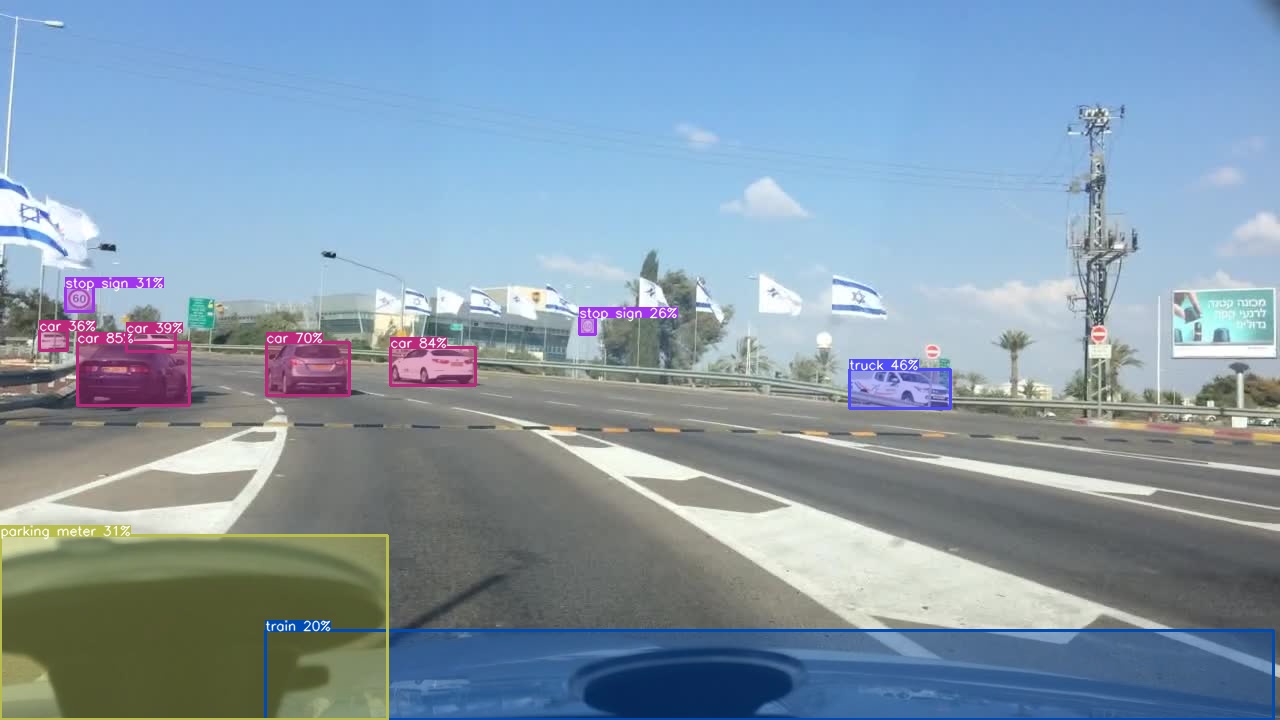 stop sign 31%
60
stop sign 26%
car 36%
car 39%
car 85%
car 70%
car 84%
truck 46%
מכונה קטנה
לרגעי קפה
גדולים
parking meter 31%
train 20%